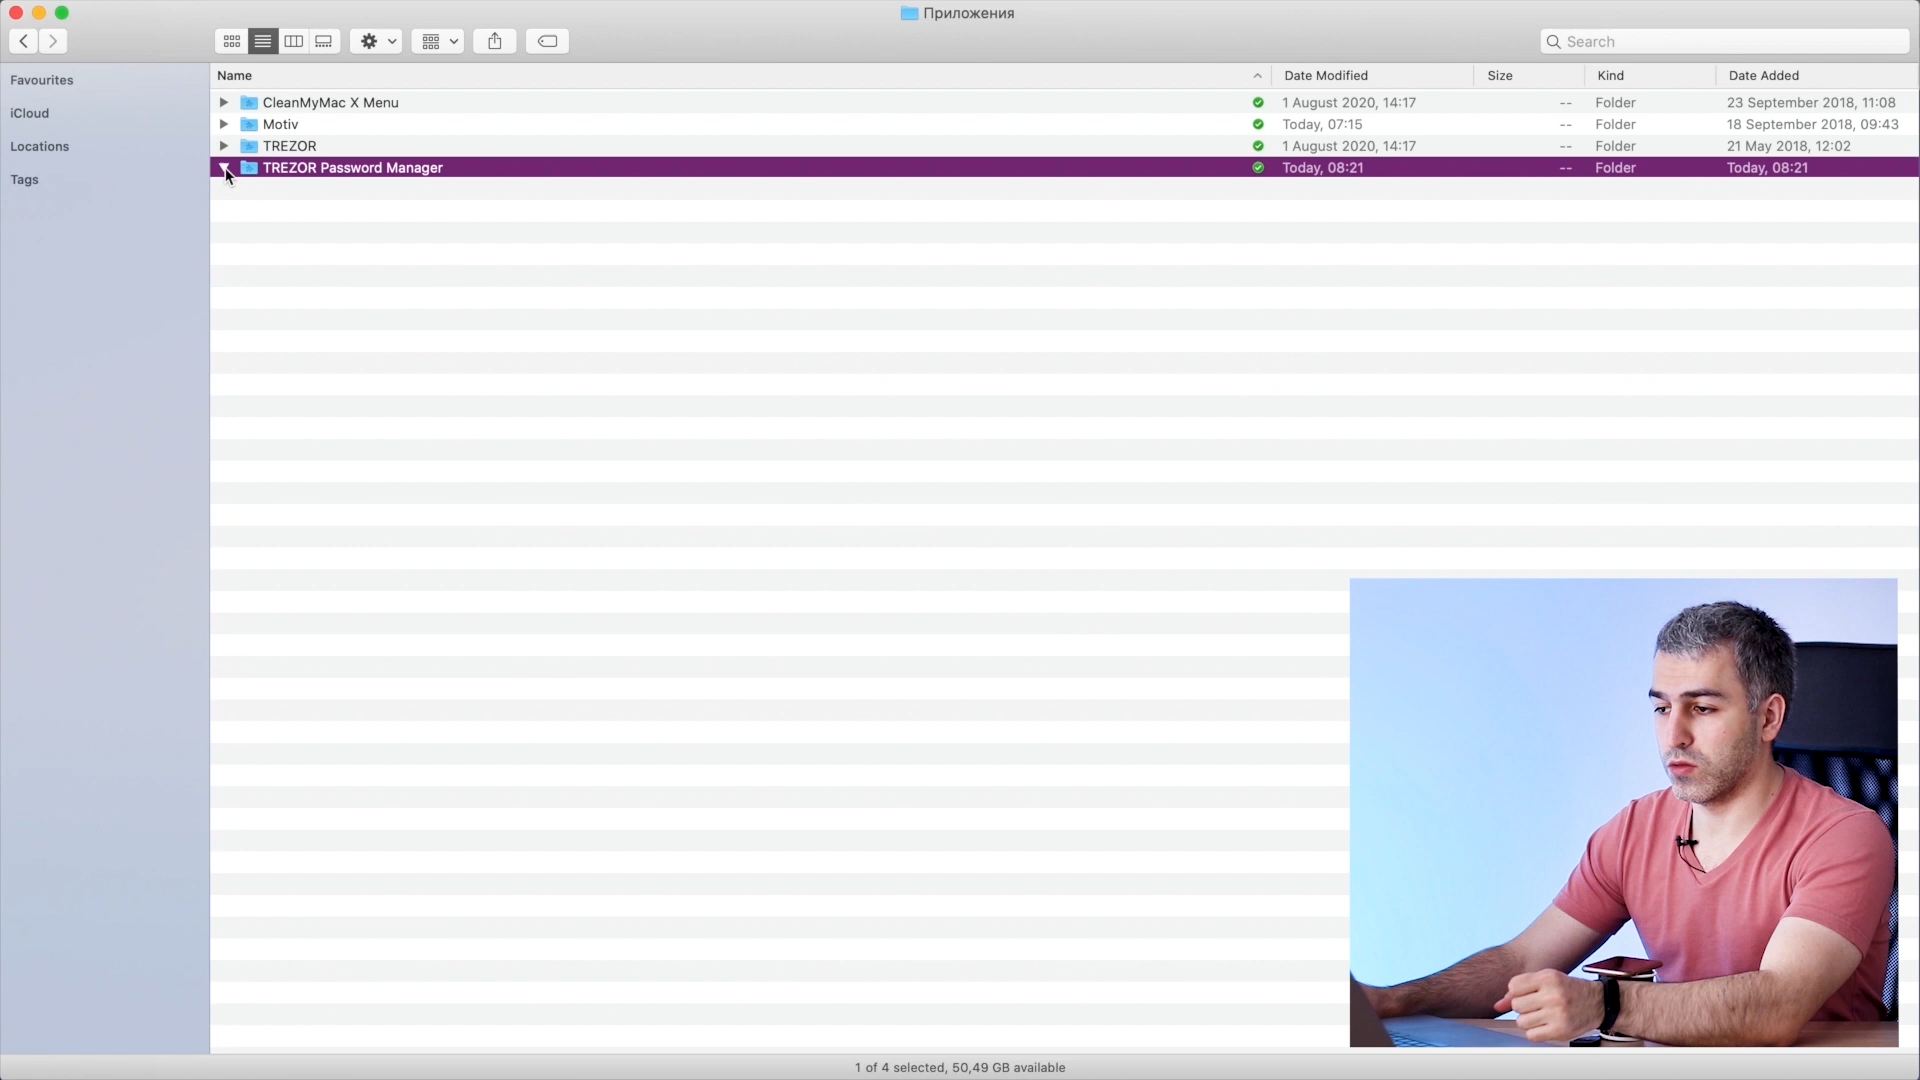 Приложения
Search
Favourites
iCloud
Locations
Tags
Name Date Modified Size Kind Date Added
CleanMyMac X Menu 1 August 2020, 14:17 -- Folder 23 September 2018, 11:08
Motiv Today, 07:15 -- Folder 18 September 2018, 09:43
TREZOR 1 August 2020, 14:17 -- Folder 21 May 2018, 12:02
TREZOR Password Manager Today, 08:21 -- Folder Today, 08:21
1 of 4 selected, 50,49 GB available